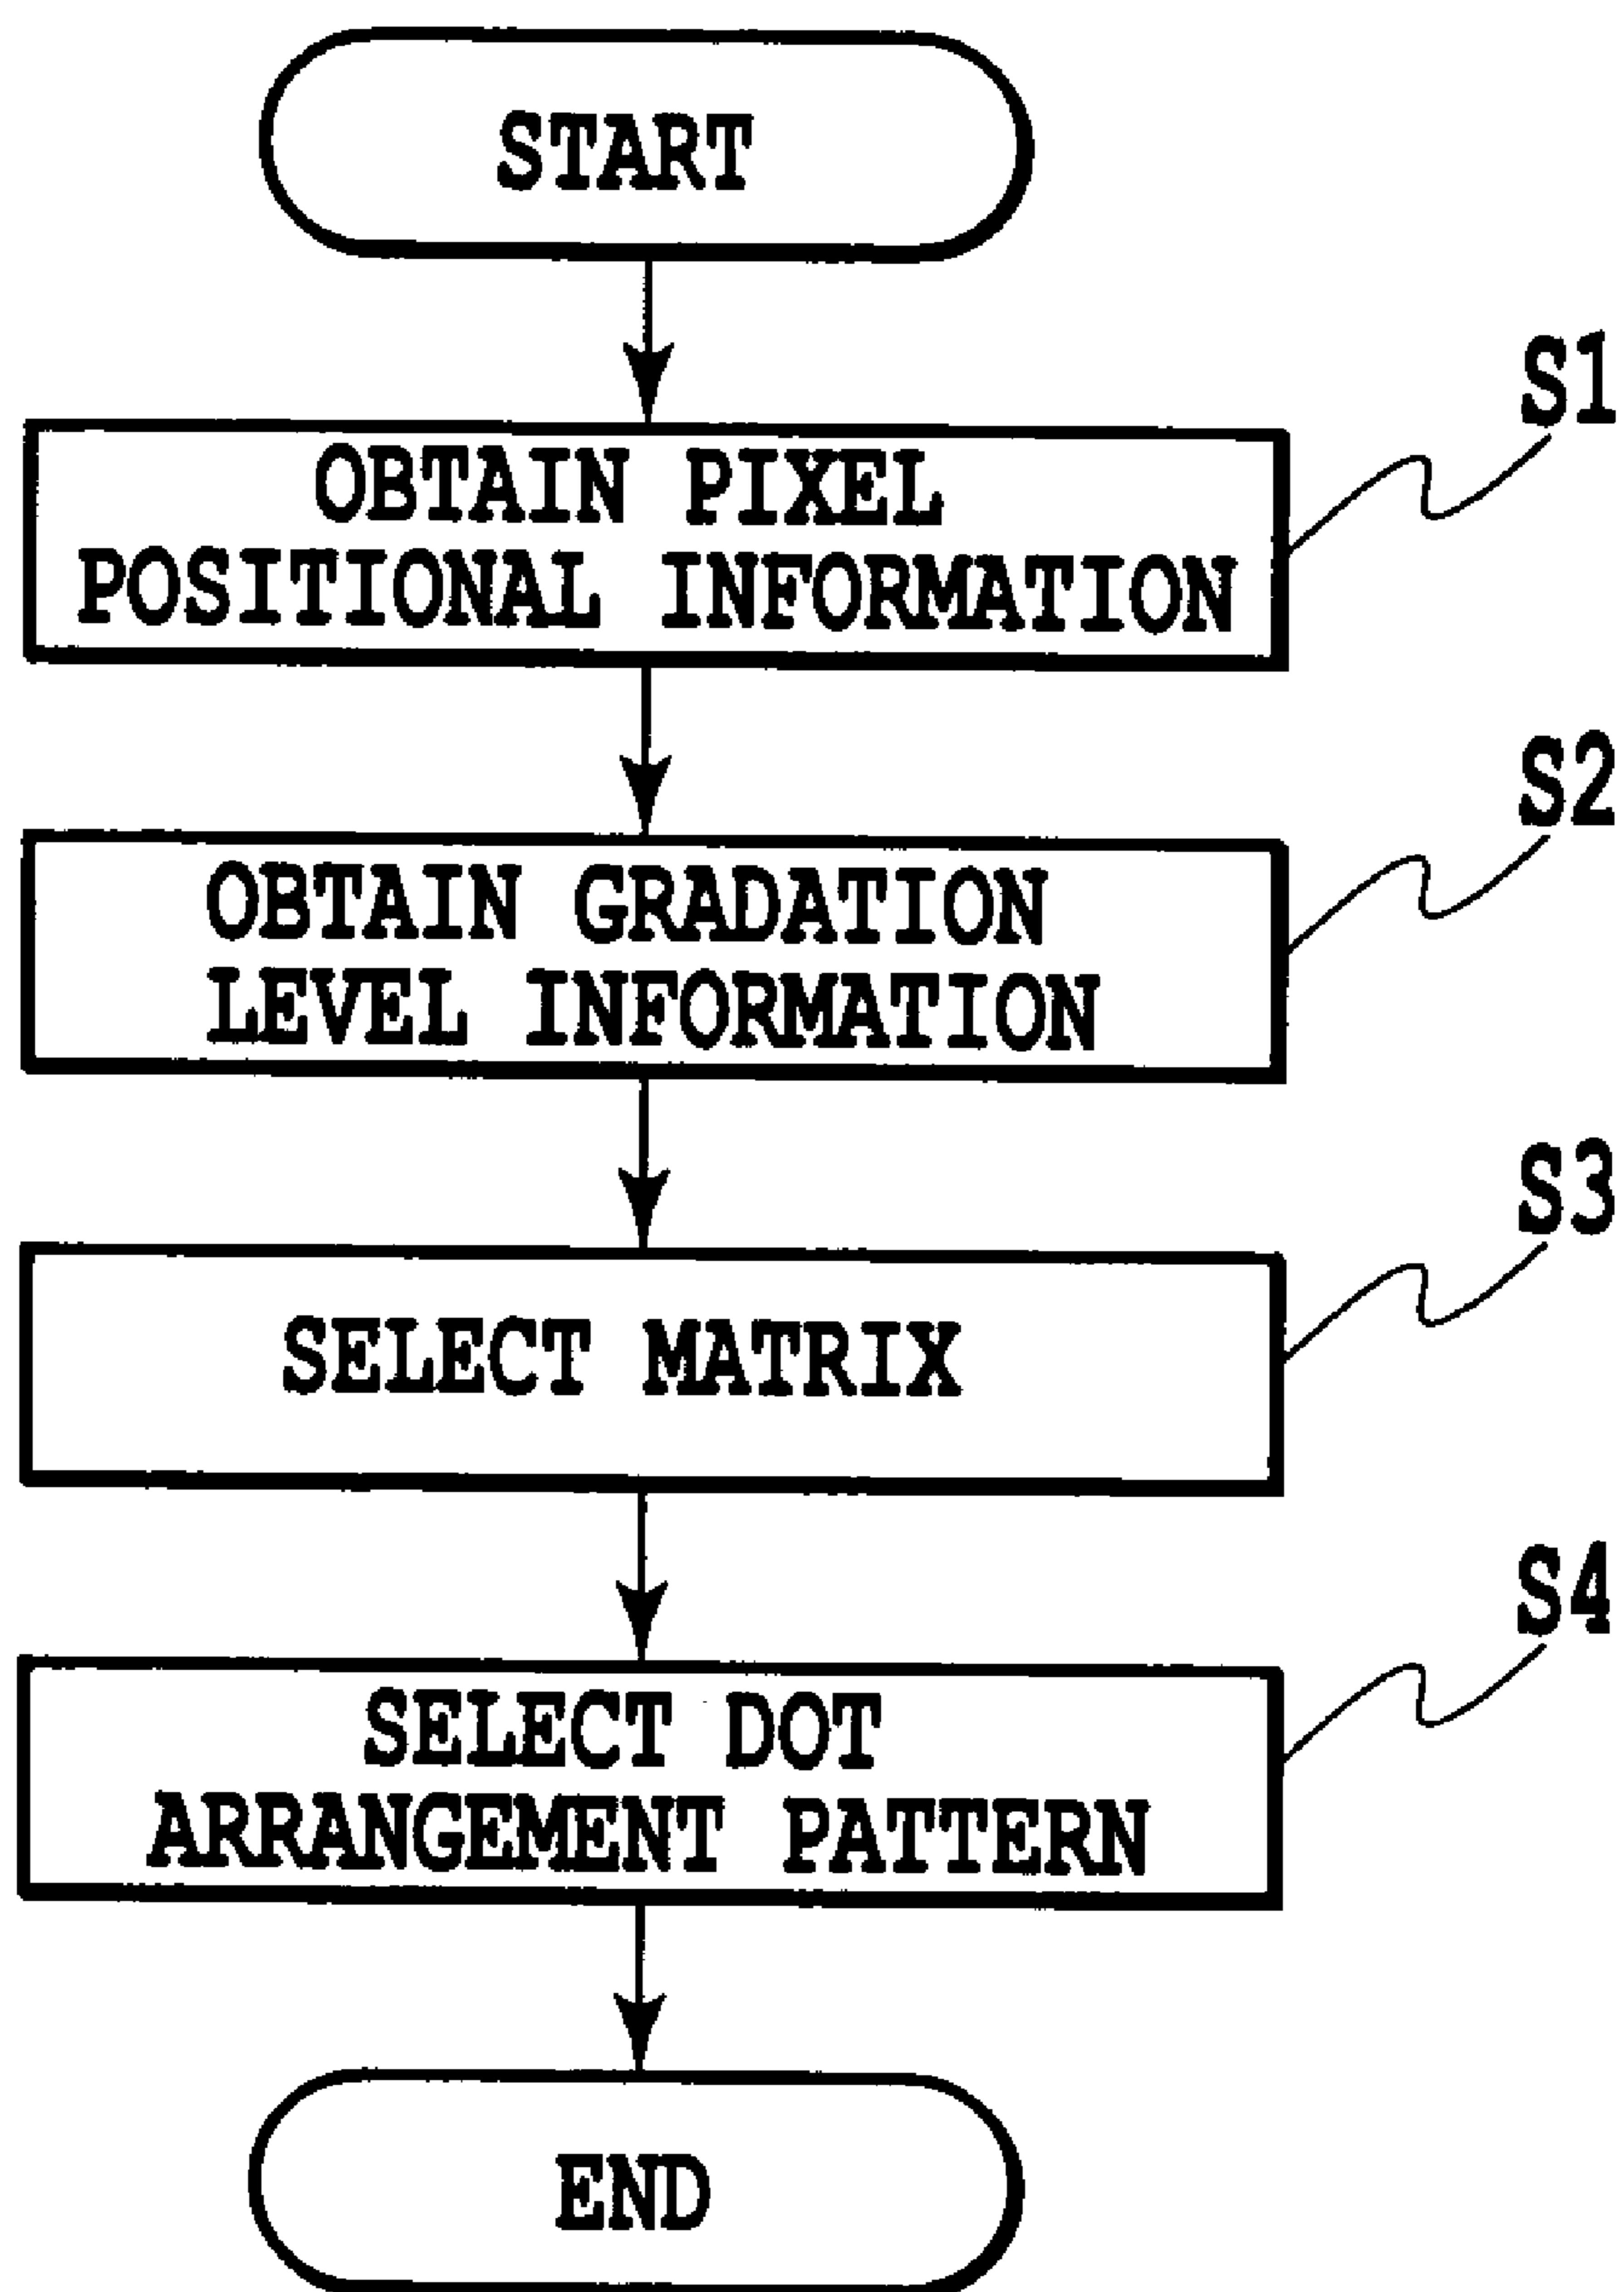 START
S1
OBTAIN PIXEL
POSITIONAL INFORMATION
S2
OBTAIN GRADATION
LEVEL INFORMATION
S3
SELECT MATRIX
S4
SELECT DOT
ARRANGEMENT PATTERN
END